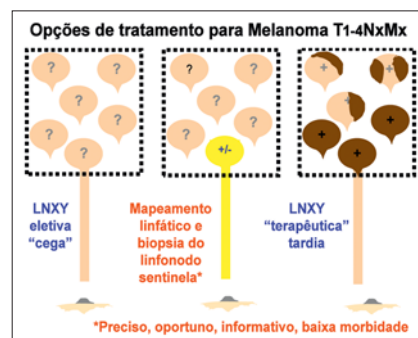 Opções de tratamento para Melanoma T1-4NxMx
? ? ? ? ? ?
? ? ? ? ? +/-
+ + + + + +
LNXY
eletiva
“cega”
Mapeamento
linfático e
biopsia do
linfonodo
sentinela*
LNXY
“terapêutica”
tardia
*Preciso, oportuno, informativo, baixa morbidade